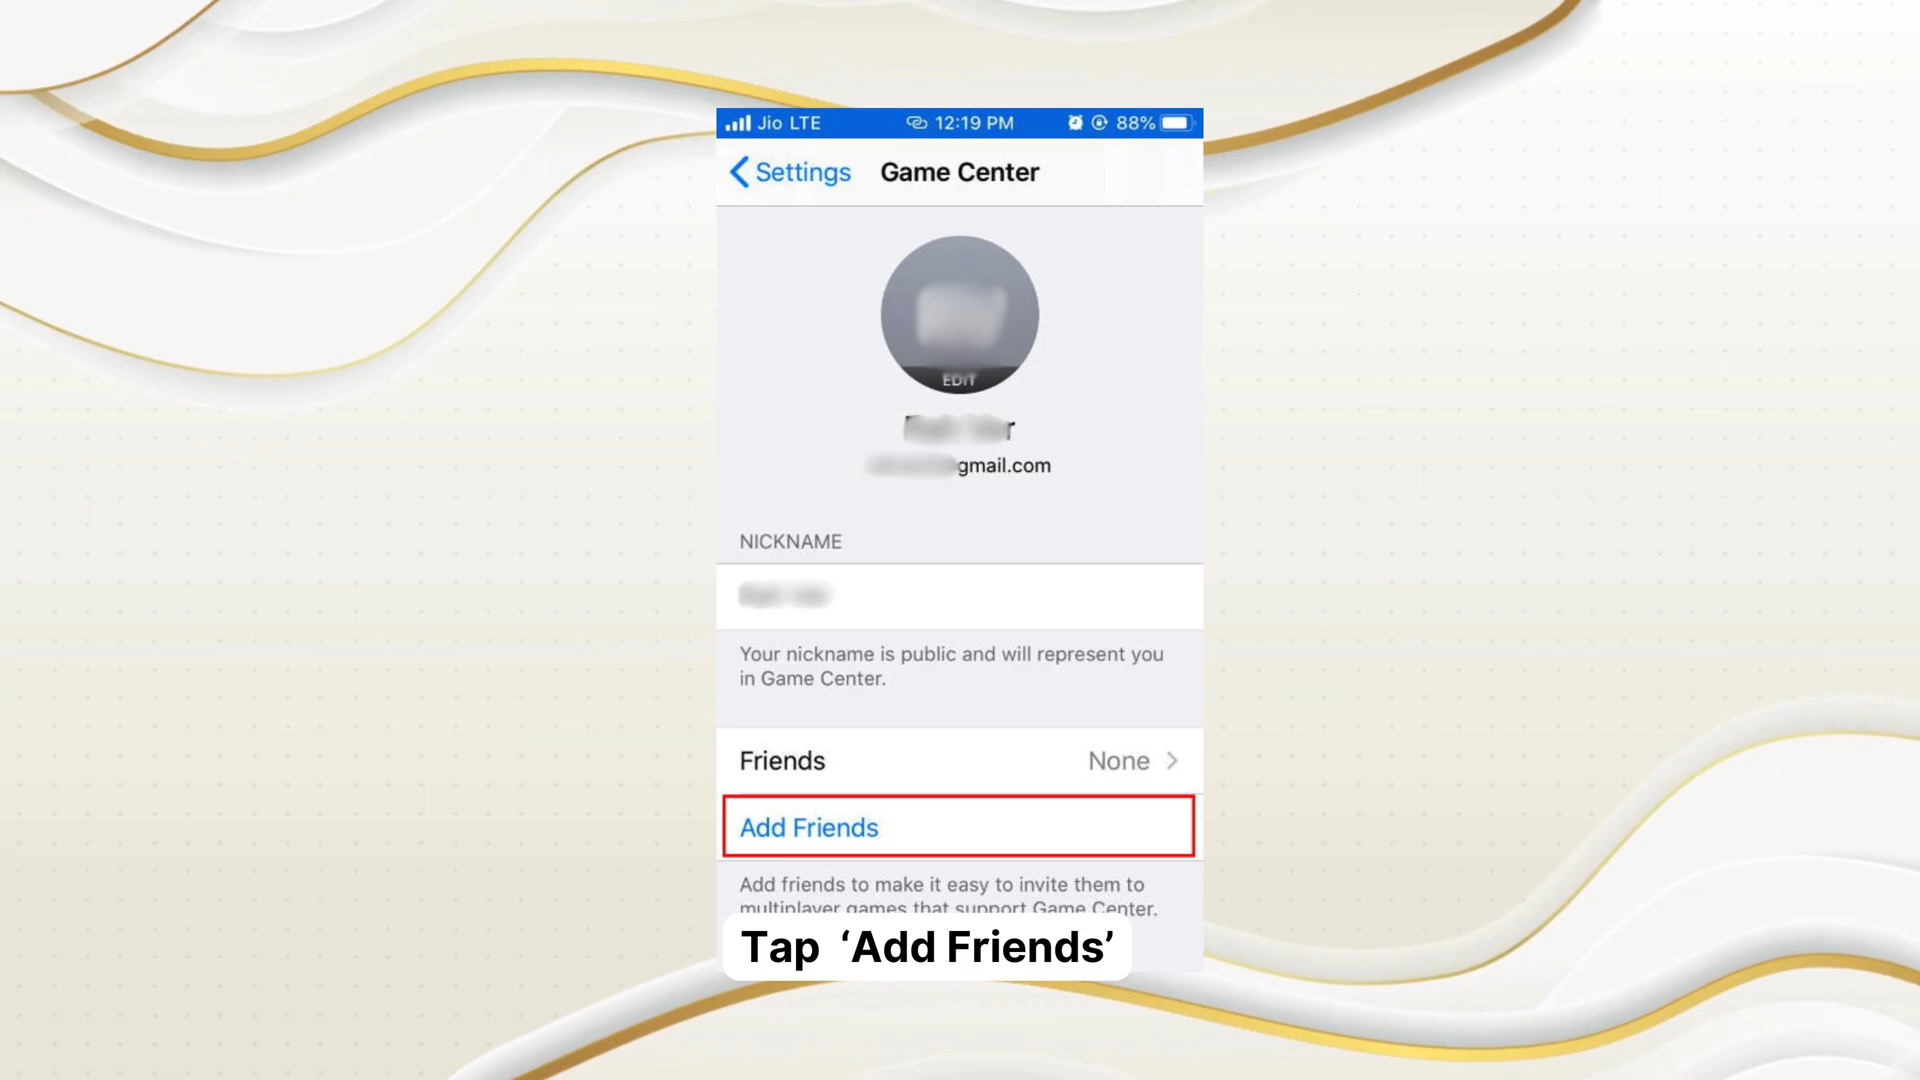 Jio LTE 12:19 PM 88%
Settings Game Center
EDIT
gmail.com
NICKNAME
Your nickname is public and will represent you
in Game Center.
Friends None
Add Friends
Add friends to make it easy to invite them to
multiplayer games that support Game Center.
Tap ‘Add Friends’